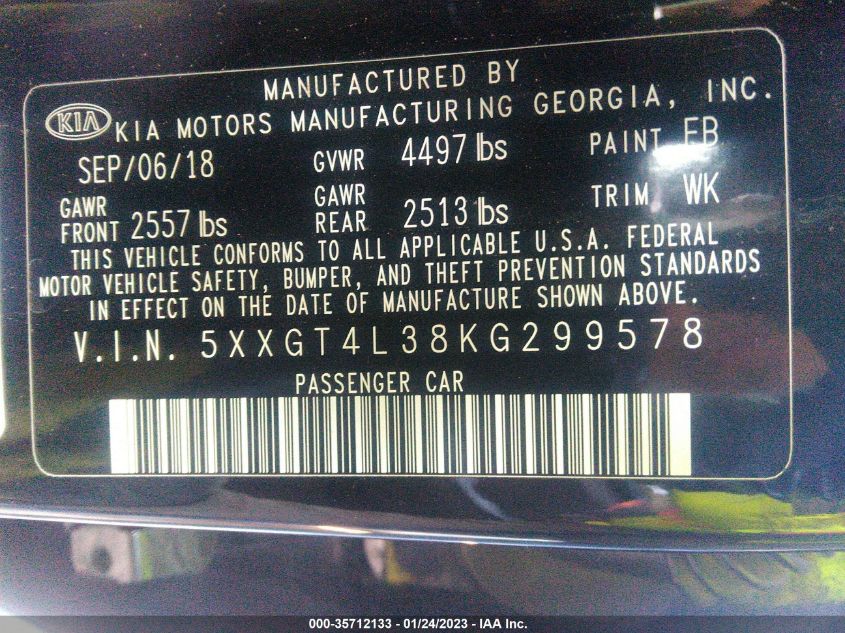 MANUFACTURED BY
KIA KIA MOTORS MANUFACTURING GEORGIA, INC.
SEP/06/18 GVWR 4497 lbs PAINT EB
GAWR FRONT 2557 lbs GAWR REAR 2513 lbs TRIM WK
THIS VEHICLE CONFORMS TO ALL APPLICABLE U.S.A. FEDERAL
MOTOR VEHICLE SAFETY, BUMPER, AND THEFT PREVENTION STANDARDS
IN EFFECT ON THE DATE OF MANUFACTURE SHOWN ABOVE.
V.I.N. 5XXGT4L38KG299578
PASSENGER CAR
000-35712133 - 01/24/2023 - IAA Inc.